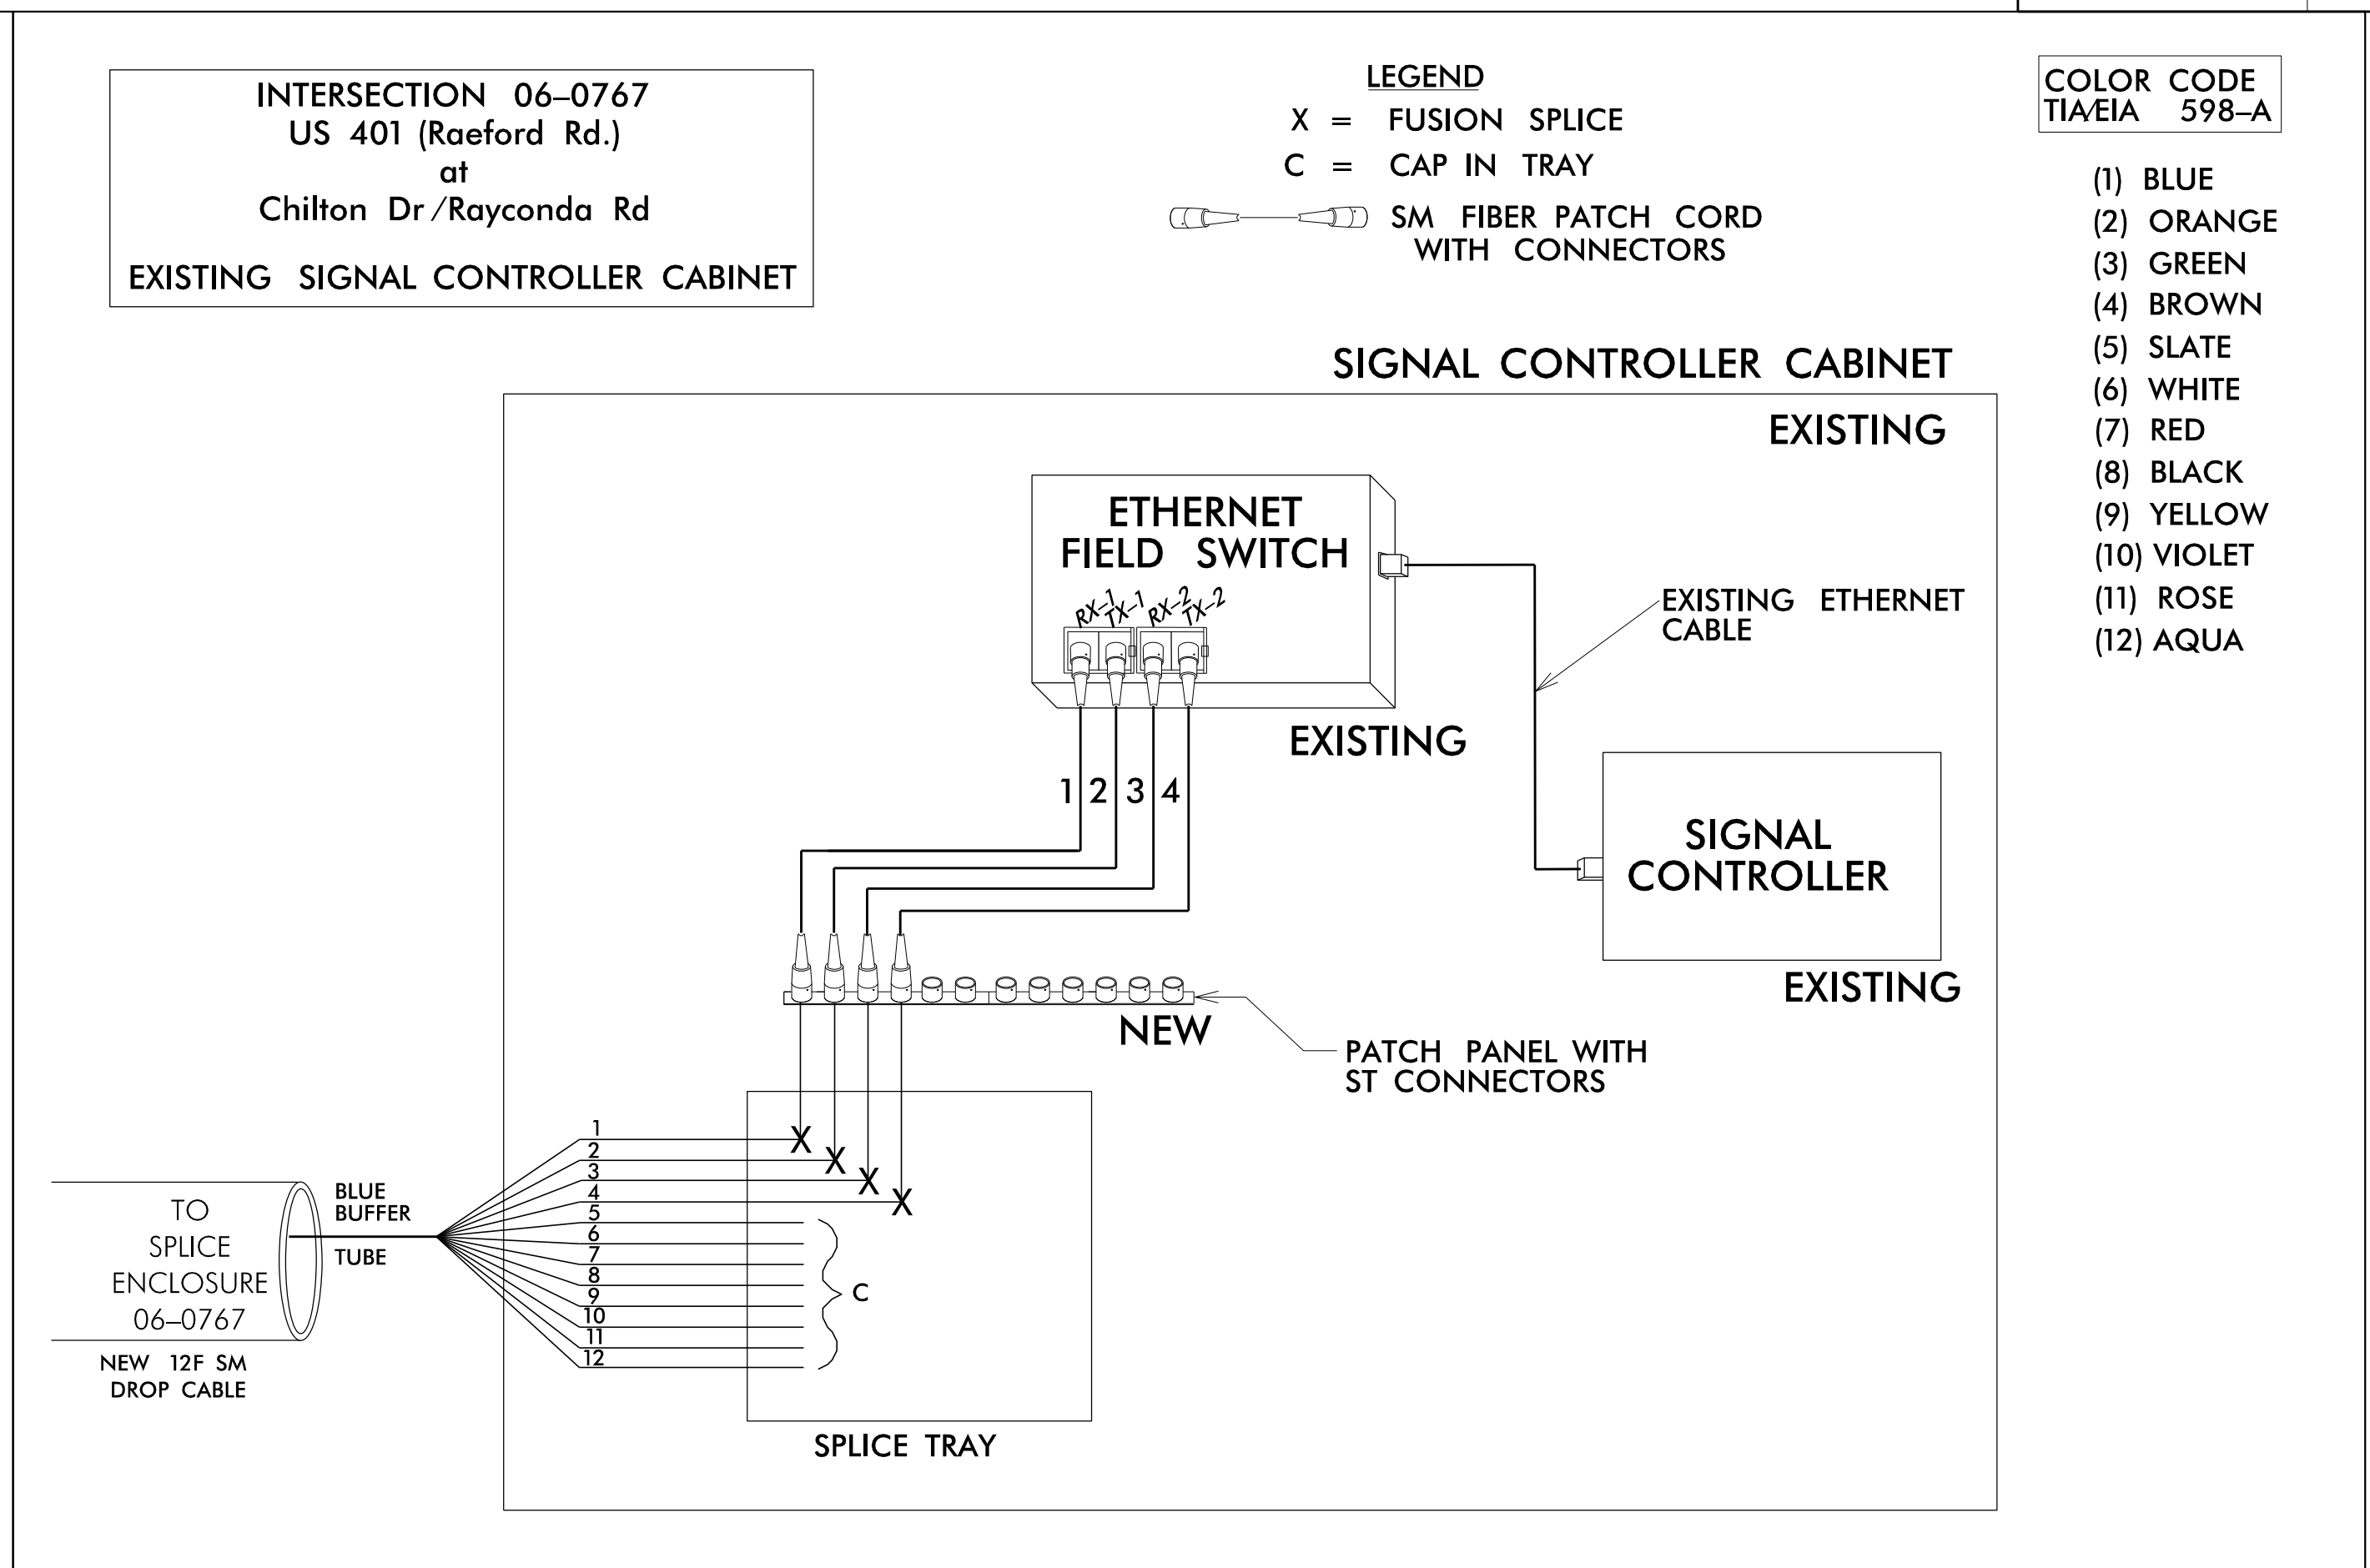 INTERSECTION 06–0767
US 401 (Raeford Rd.)
at
Chilton Dr/Rayconda Rd
EXISTING SIGNAL CONTROLLER CABINET
LEGEND
X = FUSION SPLICE
C = CAP IN TRAY
SM FIBER PATCH CORD
WITH CONNECTORS
COLOR CODE
TIA/EIA 598–A
(1) BLUE
(2) ORANGE
(3) GREEN
(4) BROWN
(5) SLATE
(6) WHITE
(7) RED
(8) BLACK
(9) YELLOW
(10) VIOLET
(11) ROSE
(12) AQUA
SIGNAL CONTROLLER CABINET
EXISTING
ETHERNET
FIELD SWITCH
RX–1 TX–1 RX–2 TX–2
EXISTING
EXISTING ETHERNET
CABLE
1 2 3 4
SIGNAL
CONTROLLER
EXISTING
NEW
PATCH PANEL WITH
ST CONNECTORS
1
X
2
X
3
X
4
X
5
6
7
8
9
10
11
12
C
BLUE
BUFFER
TUBE
TO
SPLICE
ENCLOSURE
06–0767
NEW 12F SM
DROP CABLE
SPLICE TRAY